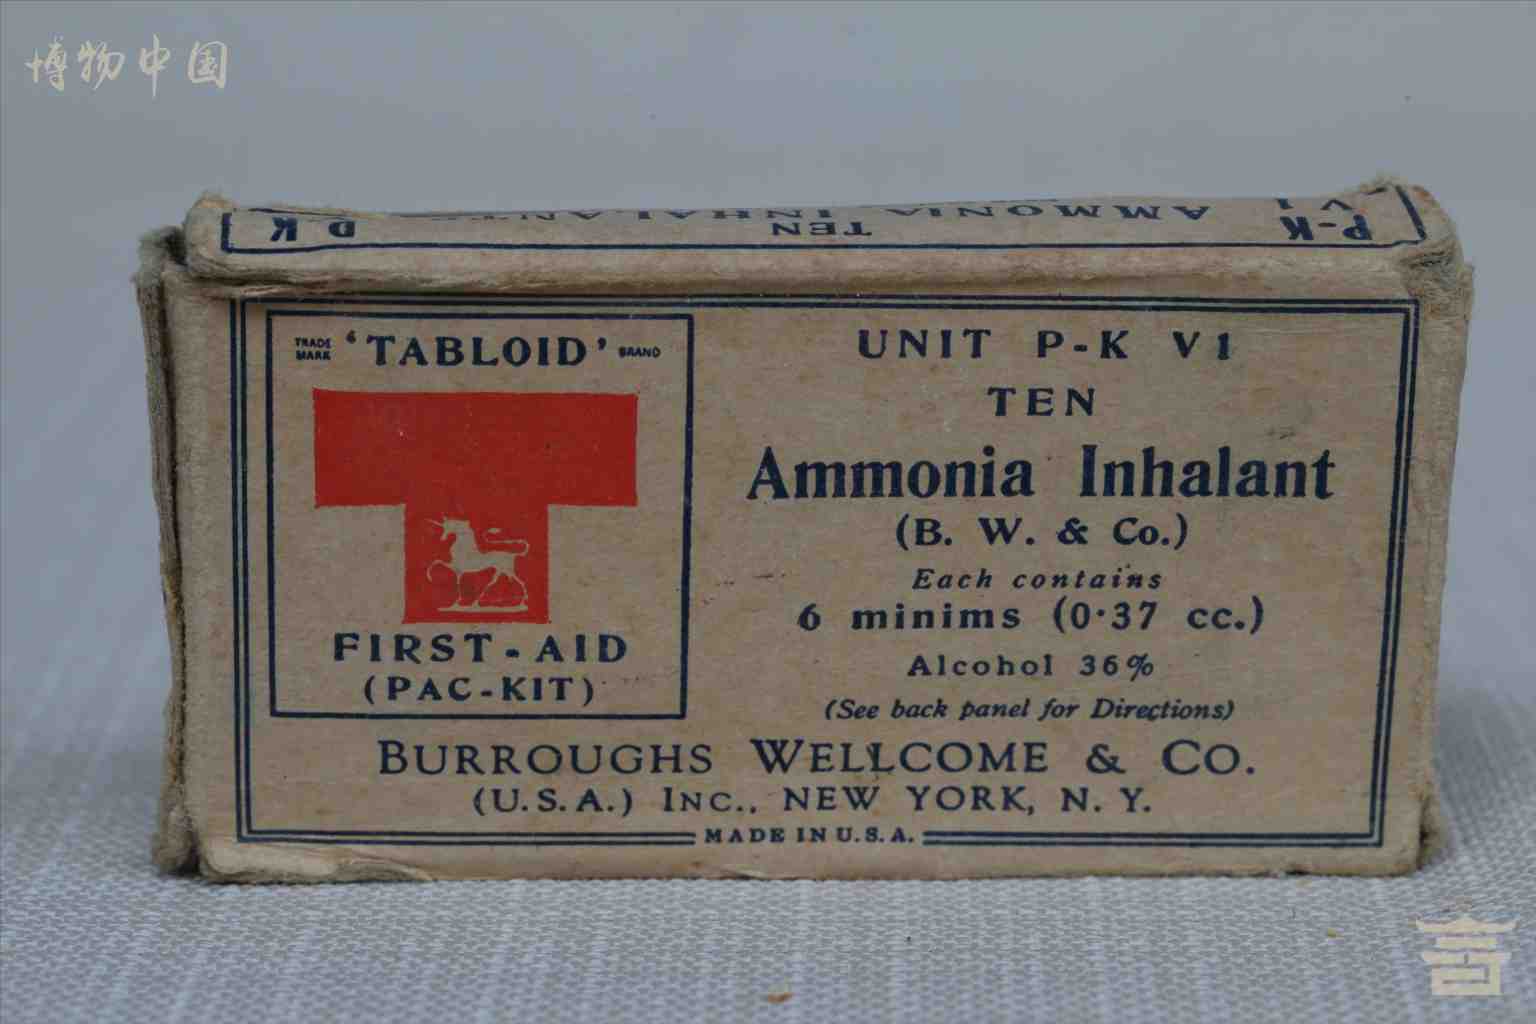 博物中国
P-K
V 1
TEN
AMMONIA INHALANT
P-K
TRADE MARK 'TABLOID' BRAND
FIRST-AID
(PAC-KIT)
UNIT P-K V1
TEN
Ammonia Inhalant
(B. W. & Co.)
Each contains
6 minims (0·37 cc.)
Alcohol 36%
(See back panel for Directions)
BURROUGHS WELLCOME & CO.
(U.S.A.) INC., NEW YORK, N. Y.
MADE IN U.S.A.